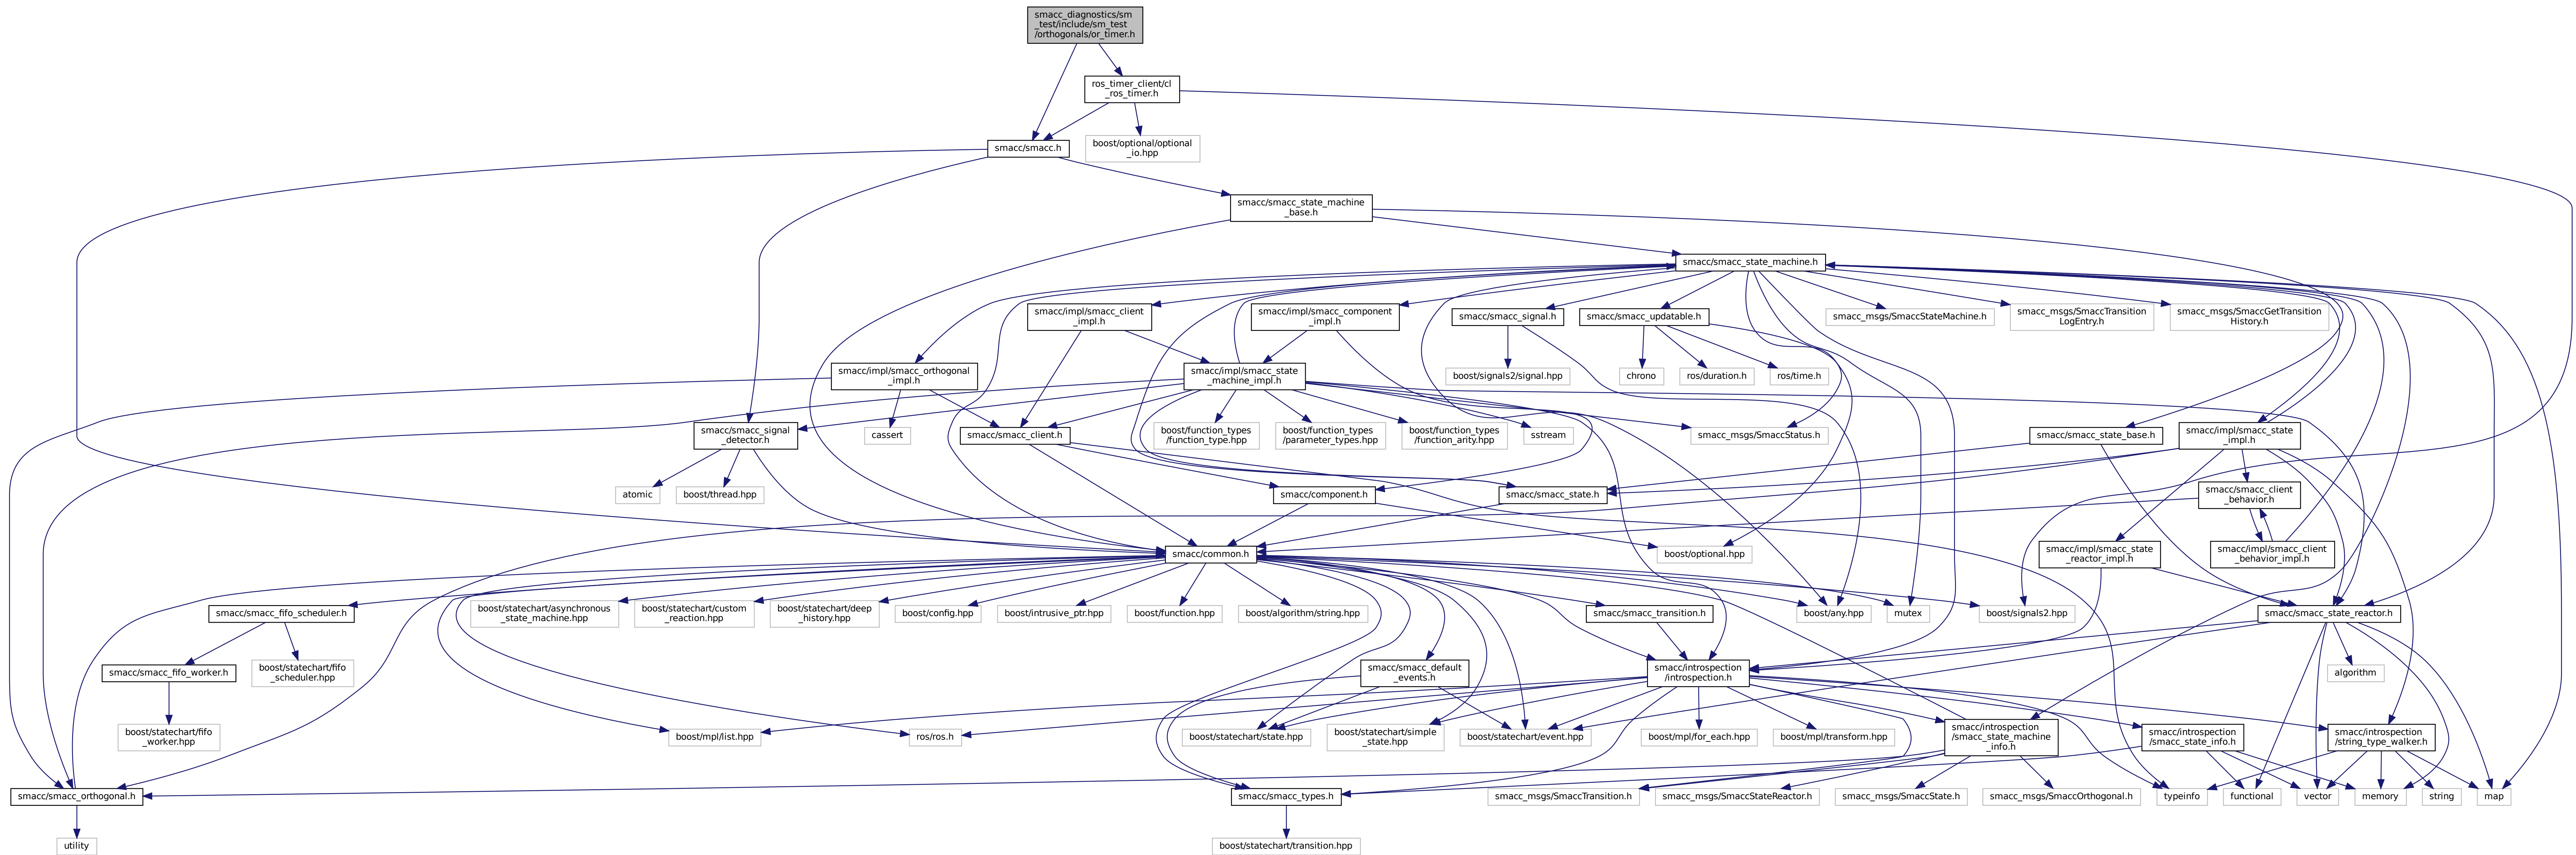 smacc_diagnostics/sm
_test/include/sm_test
/orthogonals/or_timer.h
ros_timer_client/cl
_ros_timer.h
smacc/smacc.h
boost/optional/optional
_io.hpp
smacc/smacc_state_machine
_base.h
smacc/smacc_state_machine.h
smacc/impl/smacc_client
_impl.h
smacc/impl/smacc_component
_impl.h
smacc/smacc_signal.h
smacc/smacc_updatable.h
smacc_msgs/SmaccStateMachine.h
smacc_msgs/SmaccTransition
LogEntry.h
smacc_msgs/SmaccGetTransition
History.h
smacc/impl/smacc_orthogonal
_impl.h
smacc/impl/smacc_state
_machine_impl.h
boost/signals2/signal.hpp
chrono
ros/duration.h
ros/time.h
smacc/smacc_signal
_detector.h
cassert
smacc/smacc_client.h
boost/function_types
/function_type.hpp
boost/function_types
/parameter_types.hpp
boost/function_types
/function_arity.hpp
sstream
smacc_msgs/SmaccStatus.h
smacc/smacc_state_base.h
smacc/impl/smacc_state
_impl.h
atomic
boost/thread.hpp
smacc/component.h
smacc/smacc_state.h
smacc/smacc_client
_behavior.h
smacc/common.h
boost/optional.hpp
smacc/impl/smacc_state
_reactor_impl.h
smacc/impl/smacc_client
_behavior_impl.h
smacc/smacc_fifo_scheduler.h
boost/statechart/asynchronous
_state_machine.hpp
boost/statechart/custom
_reaction.hpp
boost/statechart/deep
_history.hpp
boost/config.hpp
boost/intrusive_ptr.hpp
boost/function.hpp
boost/algorithm/string.hpp
smacc/smacc_transition.h
boost/any.hpp
mutex
boost/signals2.hpp
smacc/smacc_state_reactor.h
smacc/smacc_fifo_worker.h
boost/statechart/fifo
_scheduler.hpp
smacc/smacc_default
_events.h
smacc/introspection
/introspection.h
algorithm
boost/statechart/fifo
_worker.hpp
boost/mpl/list.hpp
ros/ros.h
boost/statechart/state.hpp
boost/statechart/simple
_state.hpp
boost/statechart/event.hpp
boost/mpl/for_each.hpp
boost/mpl/transform.hpp
smacc/introspection
/smacc_state_machine
_info.h
smacc/introspection
/smacc_state_info.h
smacc/introspection
/string_type_walker.h
smacc/smacc_orthogonal.h
smacc/smacc_types.h
smacc_msgs/SmaccTransition.h
smacc_msgs/SmaccStateReactor.h
smacc_msgs/SmaccState.h
smacc_msgs/SmaccOrthogonal.h
typeinfo
functional
vector
memory
string
map
utility
boost/statechart/transition.hpp